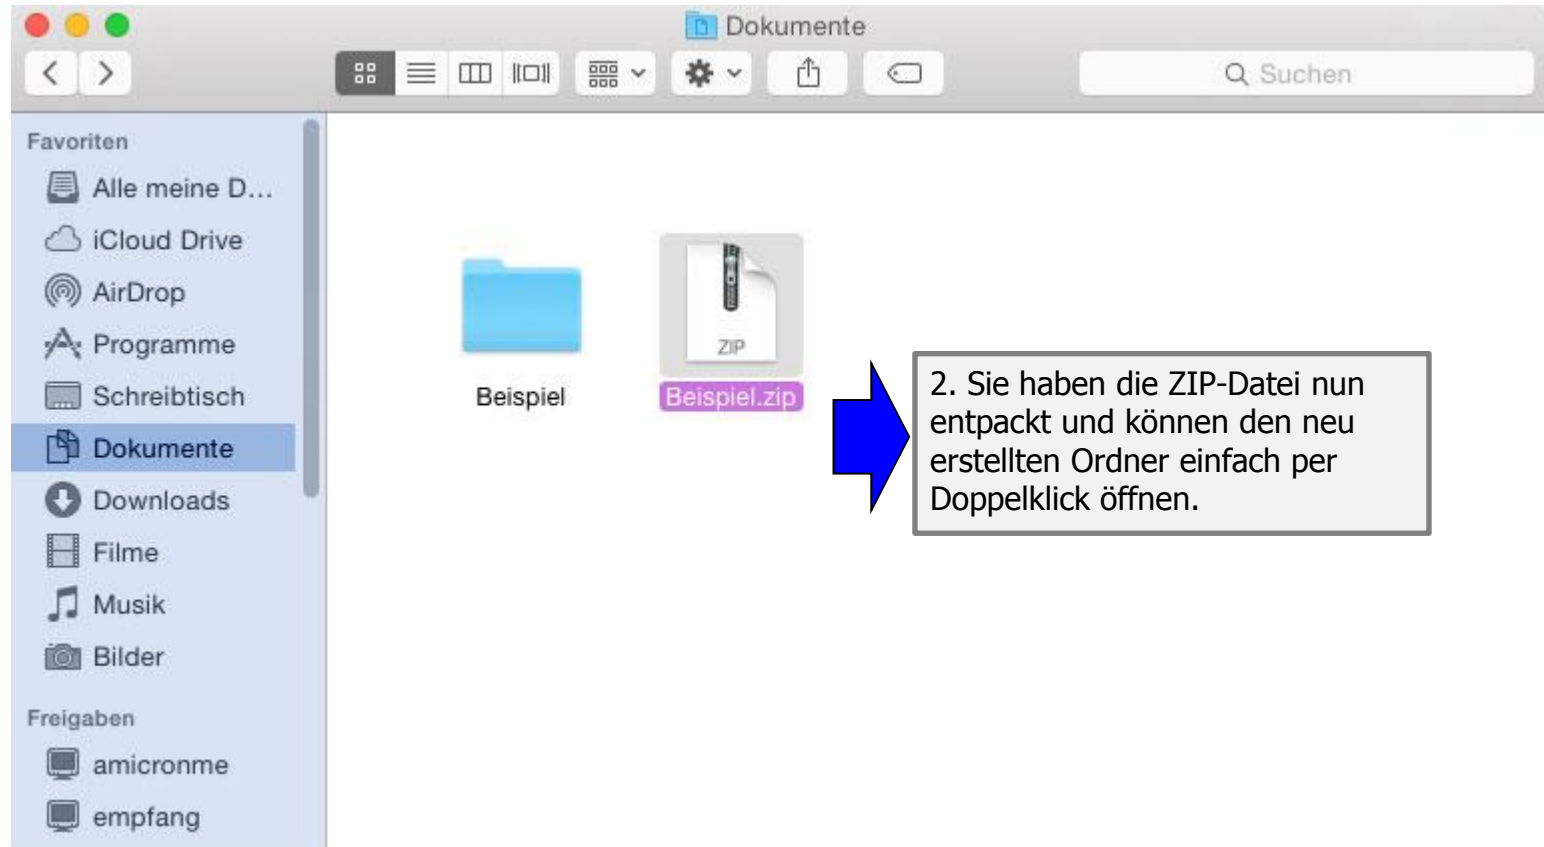 Dokumente
Suchen
Favoriten
Alle meine D...
iCloud Drive
AirDrop
Programme
Schreibtisch
Dokumente
Downloads
Filme
Musik
Bilder
Freigaben
amicronme
empfang
ZIP
Beispiel
Beispiel.zip
2. Sie haben die ZIP-Datei nun
entpackt und können den neu
erstellten Ordner einfach per
Doppelklick öffnen.